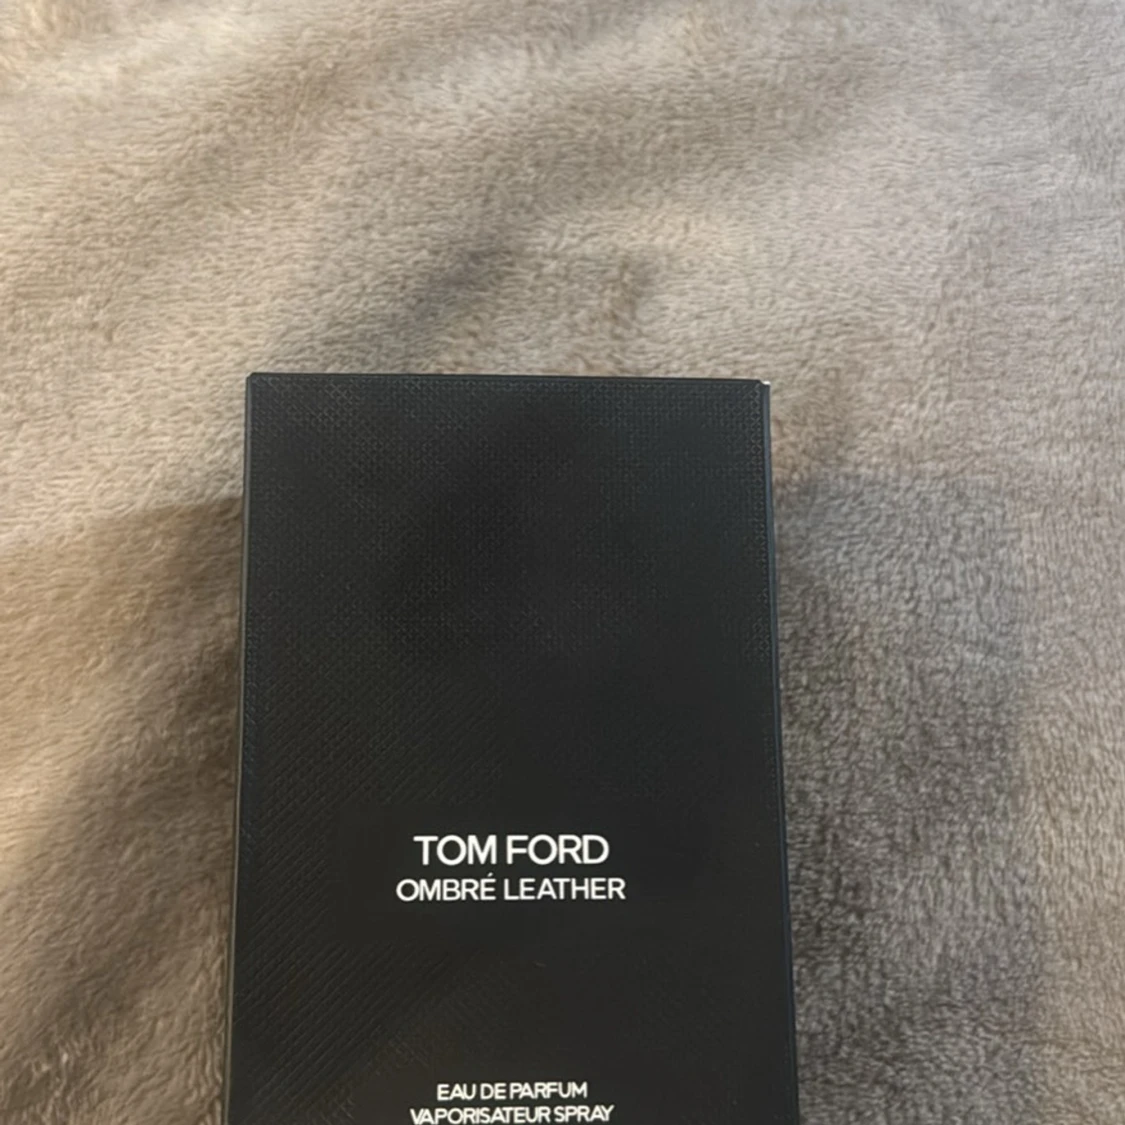 TOM FORD
OMBRÉ LEATHER
EAU DE PARFUM
VAPORISATEUR SPRAY